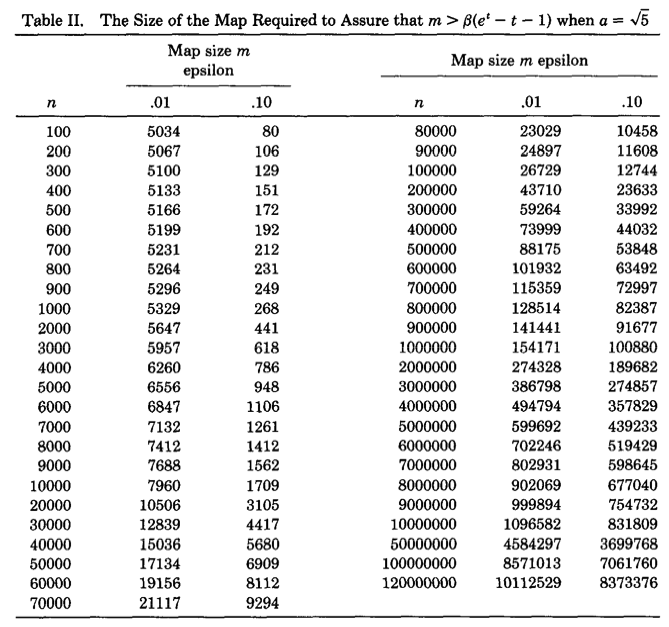 Table II. The Size of the Map Required to Assure that m > β(eᵗ − t − 1) when a = √5
Map size m
epsilon
Map size m epsilon
n .01 .10 n .01 .10
100 5034 80 80000 23029 10458
200 5067 106 90000 24897 11608
300 5100 129 100000 26729 12744
400 5133 151 200000 43710 23633
500 5166 172 300000 59264 33992
600 5199 192 400000 73999 44032
700 5231 212 500000 88175 53848
800 5264 231 600000 101932 63492
900 5296 249 700000 115359 72997
1000 5329 268 800000 128514 82387
2000 5647 441 900000 141441 91677
3000 5957 618 1000000 154171 100880
4000 6260 786 2000000 274328 189682
5000 6556 948 3000000 386798 274857
6000 6847 1106 4000000 494794 357829
7000 7132 1261 5000000 599692 439233
8000 7412 1412 6000000 702246 519429
9000 7688 1562 7000000 802931 598645
10000 7960 1709 8000000 902069 677040
20000 10506 3105 9000000 999894 754732
30000 12839 4417 10000000 1096582 831809
40000 15036 5680 50000000 4584297 3699768
50000 17134 6909 100000000 8571013 7061760
60000 19156 8112 120000000 10112529 8373376
70000 21117 9294